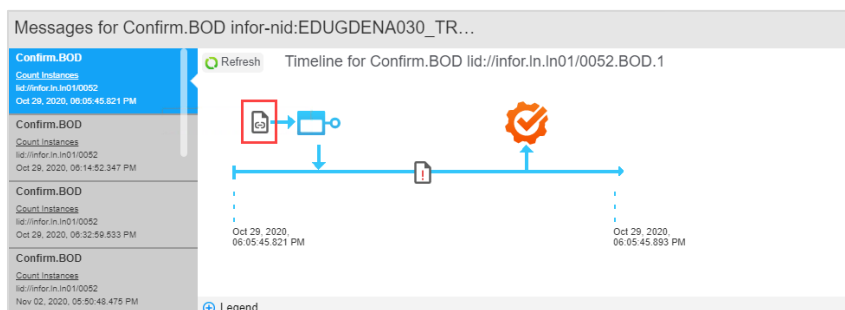 Messages for Confirm.BOD infor-nid:EDUGDENA030_TR…
Confirm.BOD
Count Instances
lid://infor.ln.ln01/0052
Oct 29, 2020, 06:05:45.821 PM
Confirm.BOD
Count Instances
lid://infor.ln.ln01/0052
Oct 29, 2020, 06:14:52.347 PM
Confirm.BOD
Count Instances
lid://infor.ln.ln01/0052
Oct 29, 2020, 06:32:59.533 PM
Confirm.BOD
Count Instances
lid://infor.ln.ln01/0052
Nov 02, 2020, 05:50:48.475 PM
Refresh
Timeline for Confirm.BOD lid://infor.ln.ln01/0052.BOD.1
Oct 29, 2020,
06:05:45.821 PM
Oct 29, 2020,
06:05:45.893 PM
Legend